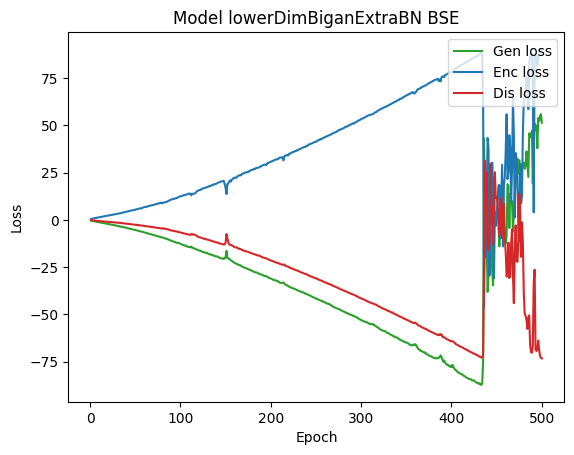 Model lowerDimBiganExtraBN BSE
Gen loss
Enc loss
Dis loss
75
50
25
0
−25
−50
−75
Loss
0 100 200 300 400 500
Epoch